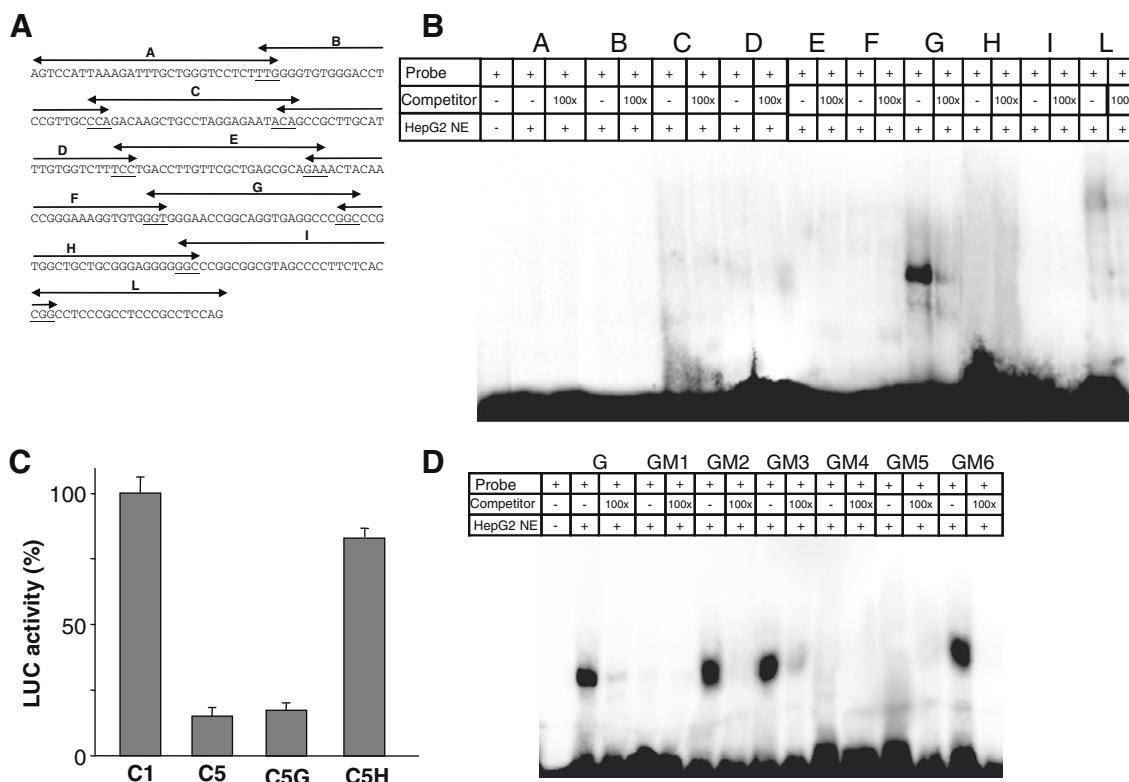 A
B
A
AGTCCATTAAAGATTTGCTGGGTCCTCTTTGGGGTGTGGGACCT
C
CCGTTGCCCAGACAAGCTGCCTAGGAGAATACAGCCGCTTGCAT
D E
TTGTGGTCTTTCCTGACCTTGTTCGCTGAGCGCAGAAACTACAA
F G
CCGGGAAAGGTGTGGGTGGGAACCGGCAGGTGAGGCCCGGCCCG
H I
TGGCTGCTGCGGGAGGGGGGCCCGGCGGCGTAGCCCCTTCTCAC
L
CGGCCTCCCGCCTCCCGCCTCCAG
B
A B C D E F G H I L
Probe + + + + + + + + + + + + + + + + + + + + +
Competitor - - 100x - 100x - 100x - 100x - 100x - 100x - 100x - 100x - 100x - 100x
HepG2 NE - + + + + + + + + + + + + + + + + + + + +
C
LUC activity (%)
100
50
0
C1 C5 C5G C5H
D
G GM1 GM2 GM3 GM4 GM5 GM6
Probe + + + + + + + + + + + + + + +
Competitor - - 100x - 100x - 100x - 100x - 100x - 100x - 100x
HepG2 NE - + + + + + + + + + + + + + +